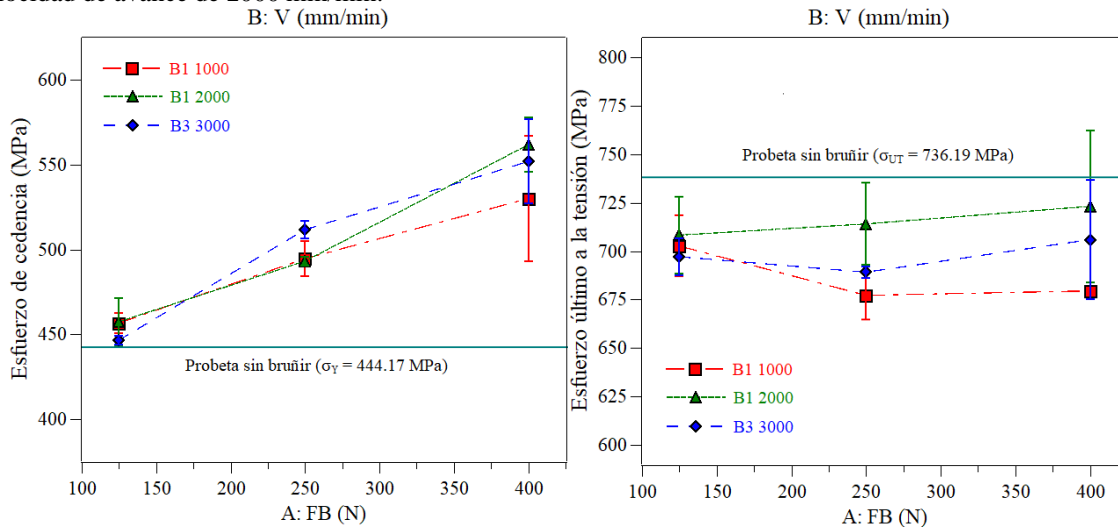 B: V (mm/min)
Esfuerzo de cedencia (MPa)
600
550
500
450
400
B1 1000
B1 2000
B3 3000
Probeta sin bruñir (σY = 444.17 MPa)
100 150 200 250 300 350 400
A: FB (N)
B: V (mm/min)
Esfuerzo último a la tensión (MPa)
800
775
750
725
700
675
650
625
600
Probeta sin bruñir (σUT = 736.19 MPa)
B1 1000
B1 2000
B3 3000
100 150 200 250 300 350 400
A: FB (N)